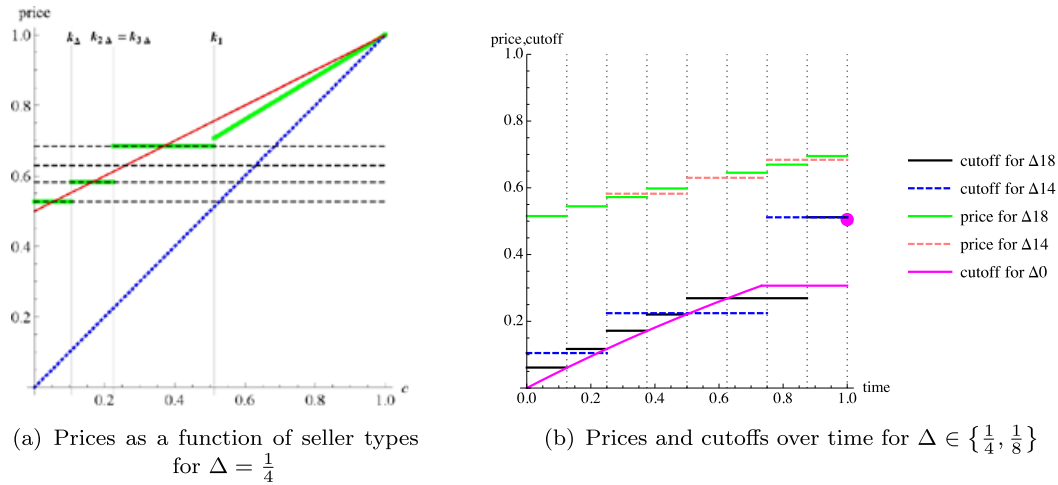 price
k_Δ k_2Δ = k_3Δ k_1
1.0
0.8
0.6
0.4
0.2
0.2 0.4 0.6 0.8 1.0 c
(a) Prices as a function of seller types
for Δ = 1/4
price,cutoff
1.0
0.8
0.6
0.4
0.2
0.0 0.2 0.4 0.6 0.8 1.0 time
cutoff for Δ18
cutoff for Δ14
price for Δ18
price for Δ14
cutoff for Δ0
(b) Prices and cutoffs over time for Δ ∈ {1/4, 1/8}